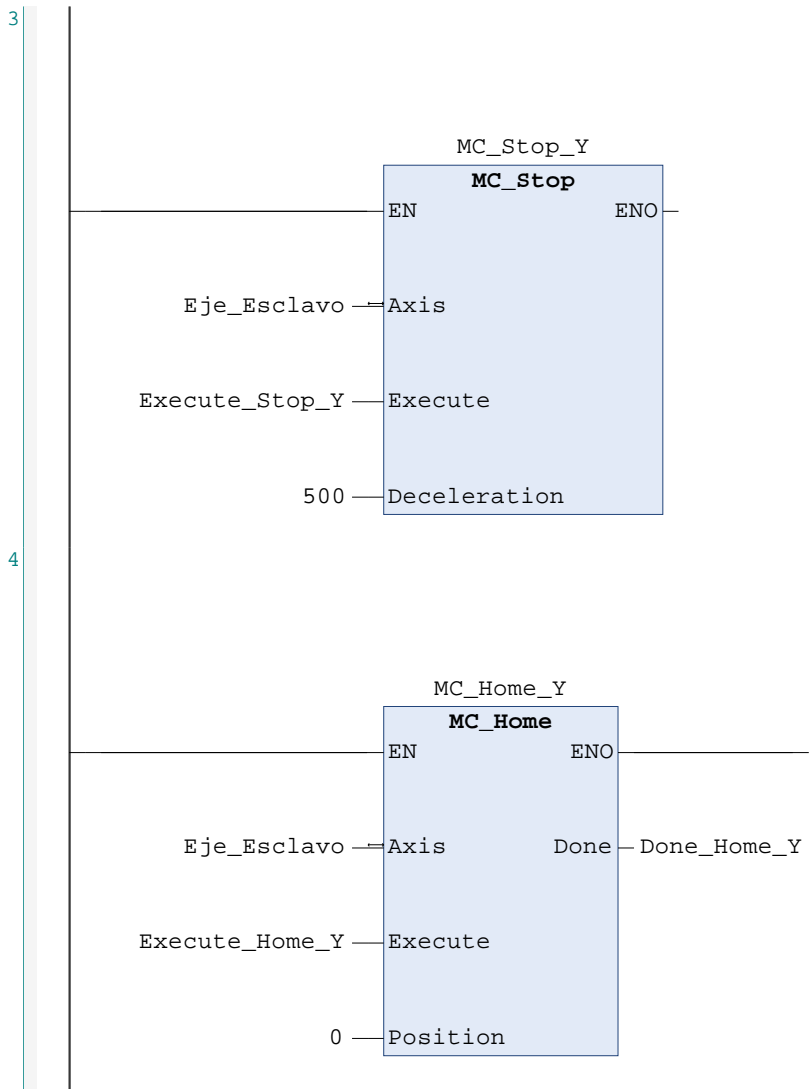 3
MC_Stop_Y
MC_Stop
EN ENO
Eje_Esclavo Axis
Execute_Stop_Y Execute
500 Deceleration
4
MC_Home_Y
MC_Home
EN ENO
Eje_Esclavo Axis Done Done_Home_Y
Execute_Home_Y Execute
0 Position